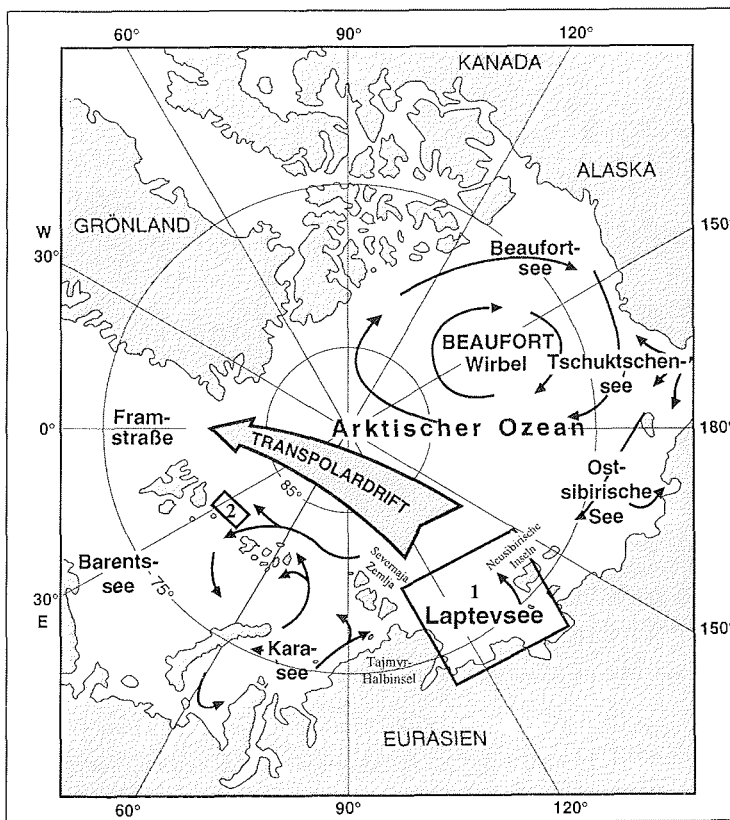 60°
90°
120°
KANADA
ALASKA
GRÖNLAND
W
30°
150°
Beaufort-
see
BEAUFORT
Wirbel
Tschuktschen-
see
Fram-
straße
0°
Arktischer Ozean
180°
TRANSPOLARDRIFT
85°
Ost-
sibirische
See
2
Barents-
see
75°
Severnaja
Zemlja
Neusibirische
Inseln
1
Laptevsee
30°
E
150°
Kara-
see
Tajmyr-
Halbinsel
EURASIEN
60°
90°
120°